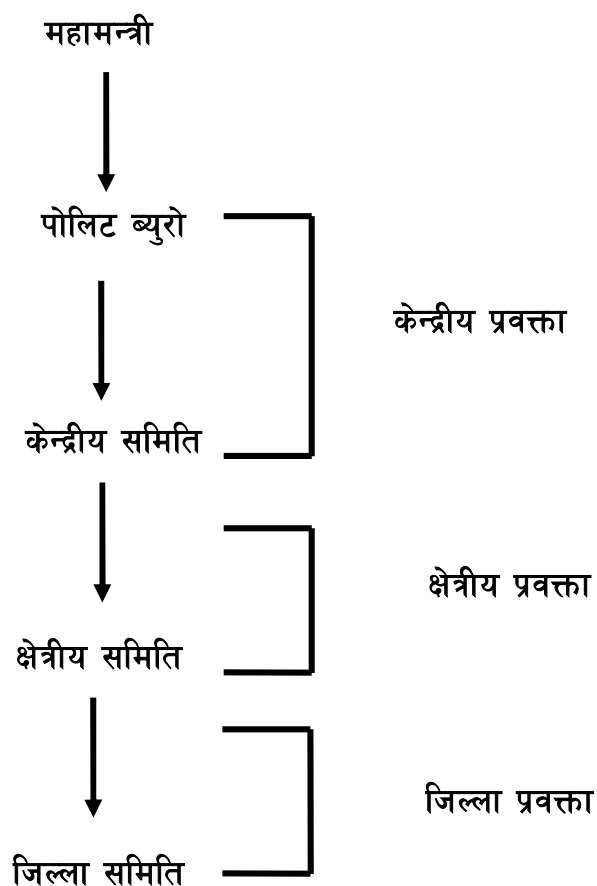 महामन्त्री
पोलिट ब्युरो
केन्द्रीय प्रवक्ता
केन्द्रीय समिति
क्षेत्रीय प्रवक्ता
क्षेत्रीय समिति
जिल्ला प्रवक्ता
जिल्ला समिति